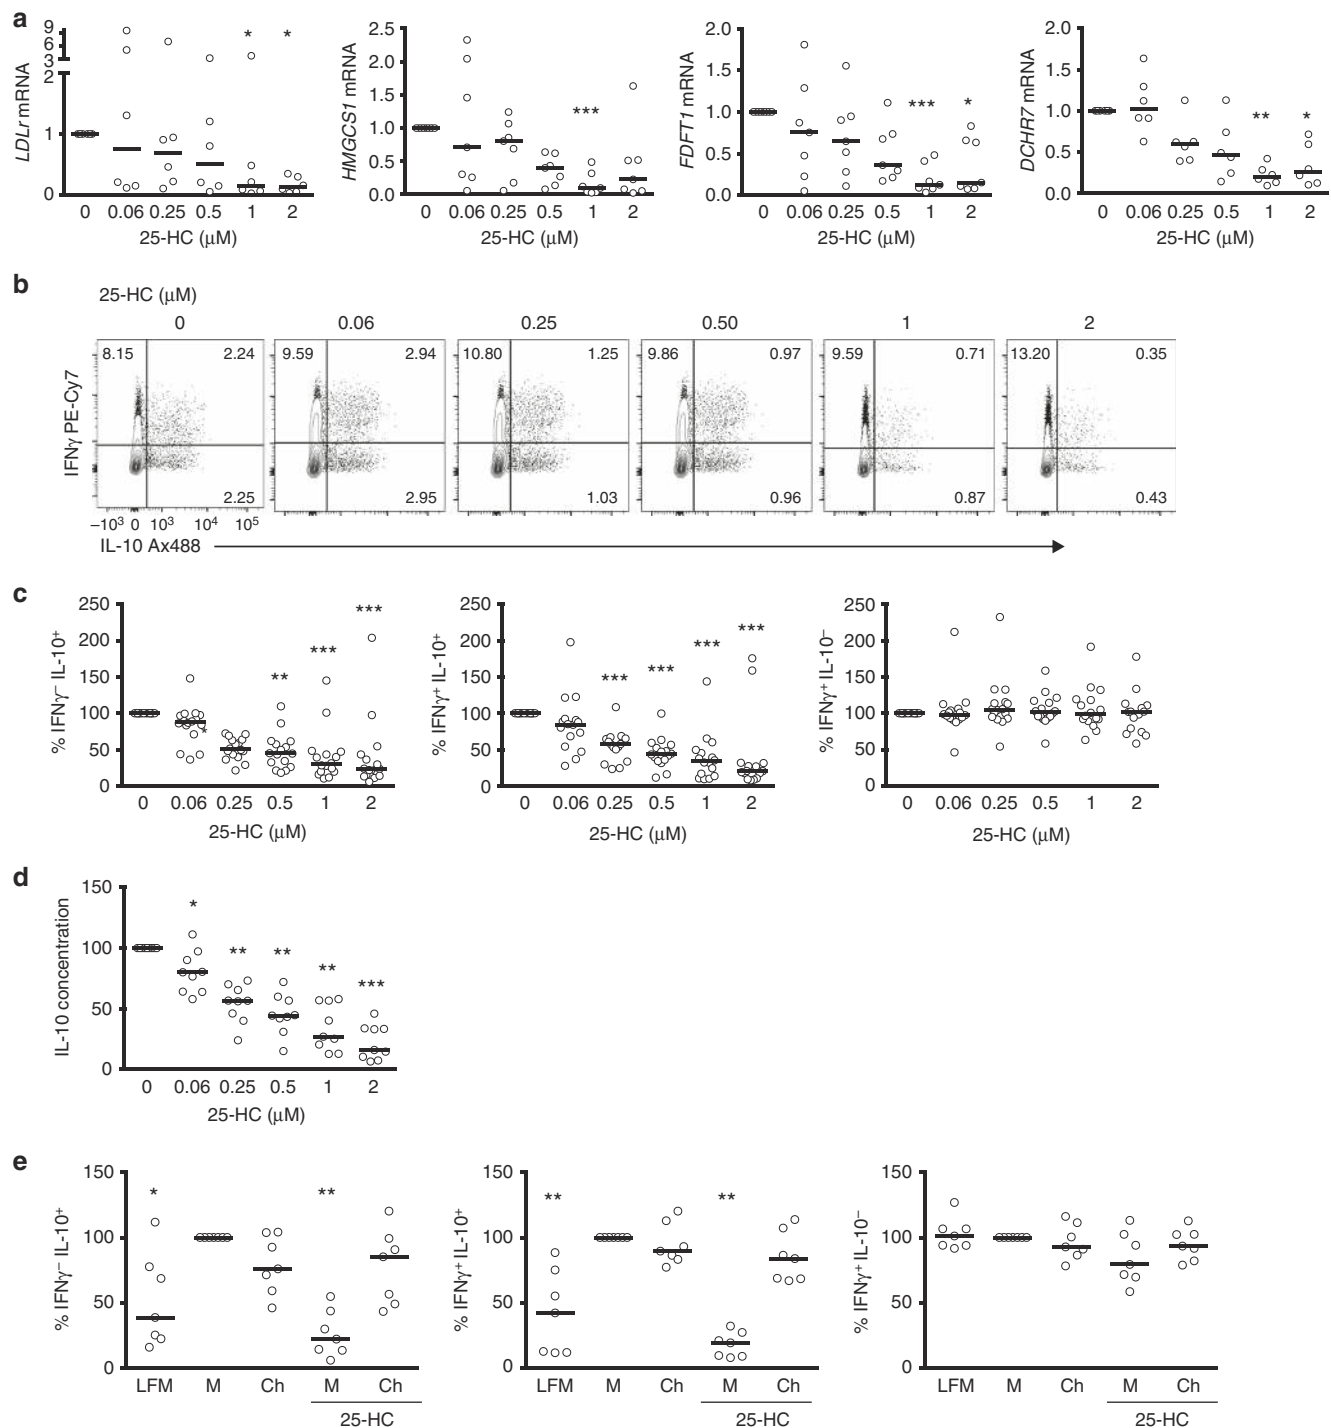 a
LDLr mRNA
9
6
3
2
1
0
* *
0 0.06 0.25 0.5 1 2
25-HC (μM)
HMGCS1 mRNA
2.5
2.0
1.5
1.0
0.5
0
***
0 0.06 0.25 0.5 1 2
25-HC (μM)
FDFT1 mRNA
2.0
1.5
1.0
0.5
0.0
*** *
0 0.06 0.25 0.5 1 2
25-HC (μM)
DCHR7 mRNA
2.0
1.5
1.0
0.5
0.0
** *
0 0.06 0.25 0.5 1 2
25-HC (μM)
b
25-HC (μM)
0 0.06 0.25 0.50 1 2
8.15 2.24 9.59 2.94 10.80 1.25 9.86 0.97 9.59 0.71 13.20 0.35
IFNγ PE-Cy7
2.25 2.95 1.03 0.96 0.87 0.43
−10³ 0 10³ 10⁴ 10⁵
IL-10 Ax488
c
% IFNγ⁻ IL-10⁺
250
200
150
100
50
0
** *** ***
*
0 0.06 0.25 0.5 1 2
25-HC (μM)
% IFNγ⁺ IL-10⁺
250
200
150
100
50
0
*** *** *** ***
0 0.06 0.25 0.5 1 2
25-HC (μM)
% IFNγ⁺ IL-10⁻
250
200
150
100
50
0
0 0.06 0.25 0.5 1 2
25-HC (μM)
d
IL-10 concentration
150
100
50
0
* ** ** ** ***
0 0.06 0.25 0.5 1 2
25-HC (μM)
e
% IFNγ⁻ IL-10⁺
150
100
50
0
* **
LFM M Ch M Ch
25-HC
% IFNγ⁺ IL-10⁺
150
100
50
0
** **
LFM M Ch M Ch
25-HC
% IFNγ⁺ IL-10⁻
150
100
50
0
LFM M Ch M Ch
25-HC